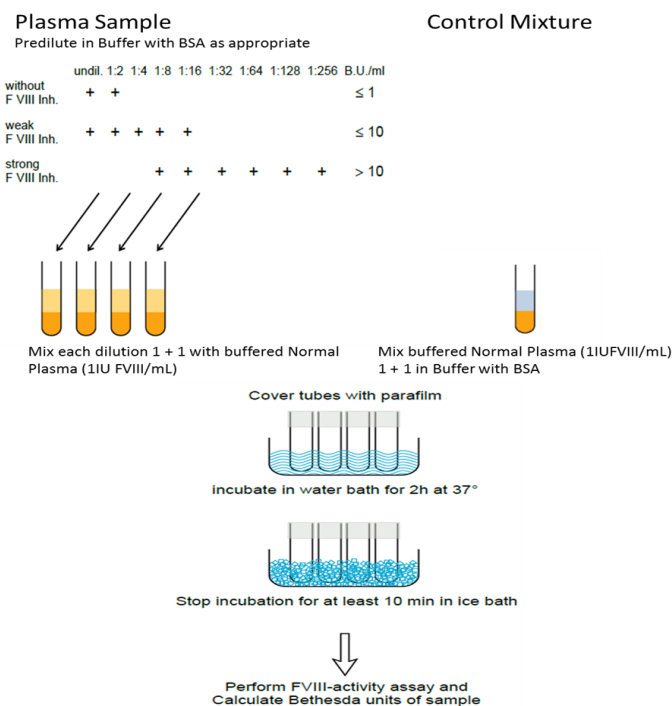 Plasma Sample
Control Mixture
Predilute in Buffer with BSA as appropriate
undil. 1:2 1:4 1:8 1:16 1:32 1:64 1:128 1:256 B.U./ml
without
F VIII Inh. + + ≤ 1
weak
F VIII Inh. + + + + + ≤ 10
strong
F VIII Inh. + + + + + + > 10
Mix each dilution 1 + 1 with buffered Normal
Plasma (1IU FVIII/mL)
Mix buffered Normal Plasma (1IUFVIII/mL)
1 + 1 in Buffer with BSA
Cover tubes with parafilm
incubate in water bath for 2h at 37°
Stop incubation for at least 10 min in ice bath
Perform FVIII-activity assay and
Calculate Bethesda units of sample